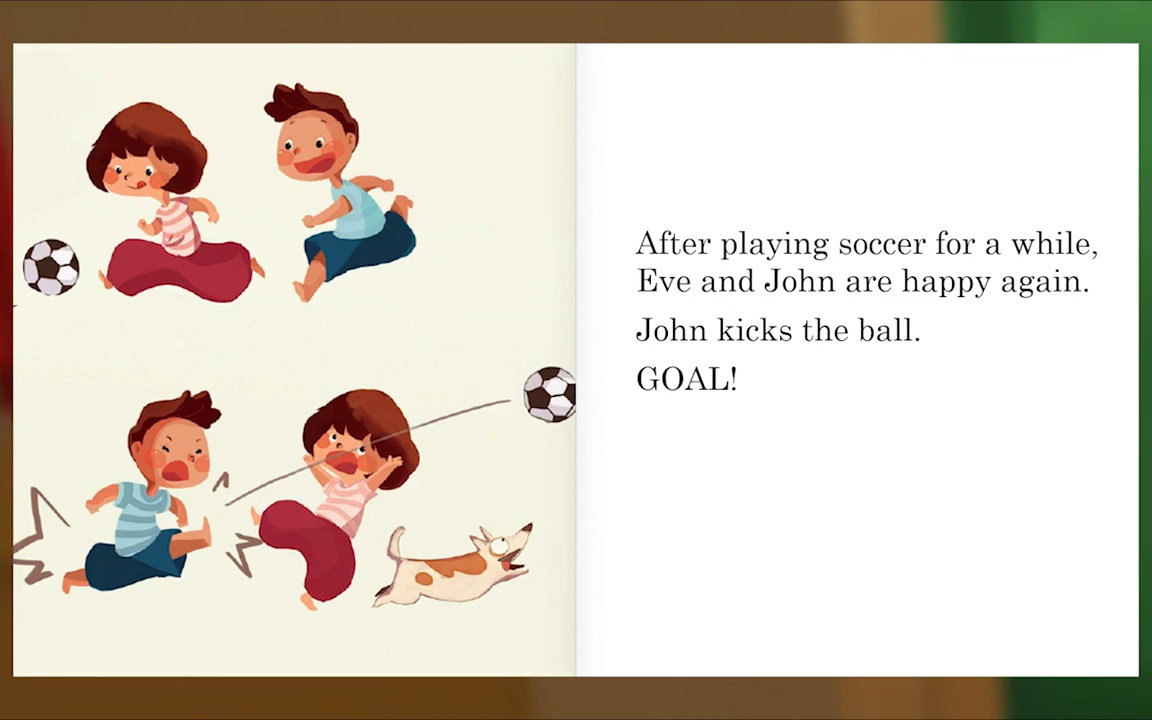 After playing soccer for a while,
Eve and John are happy again.
John kicks the ball.
GOAL!